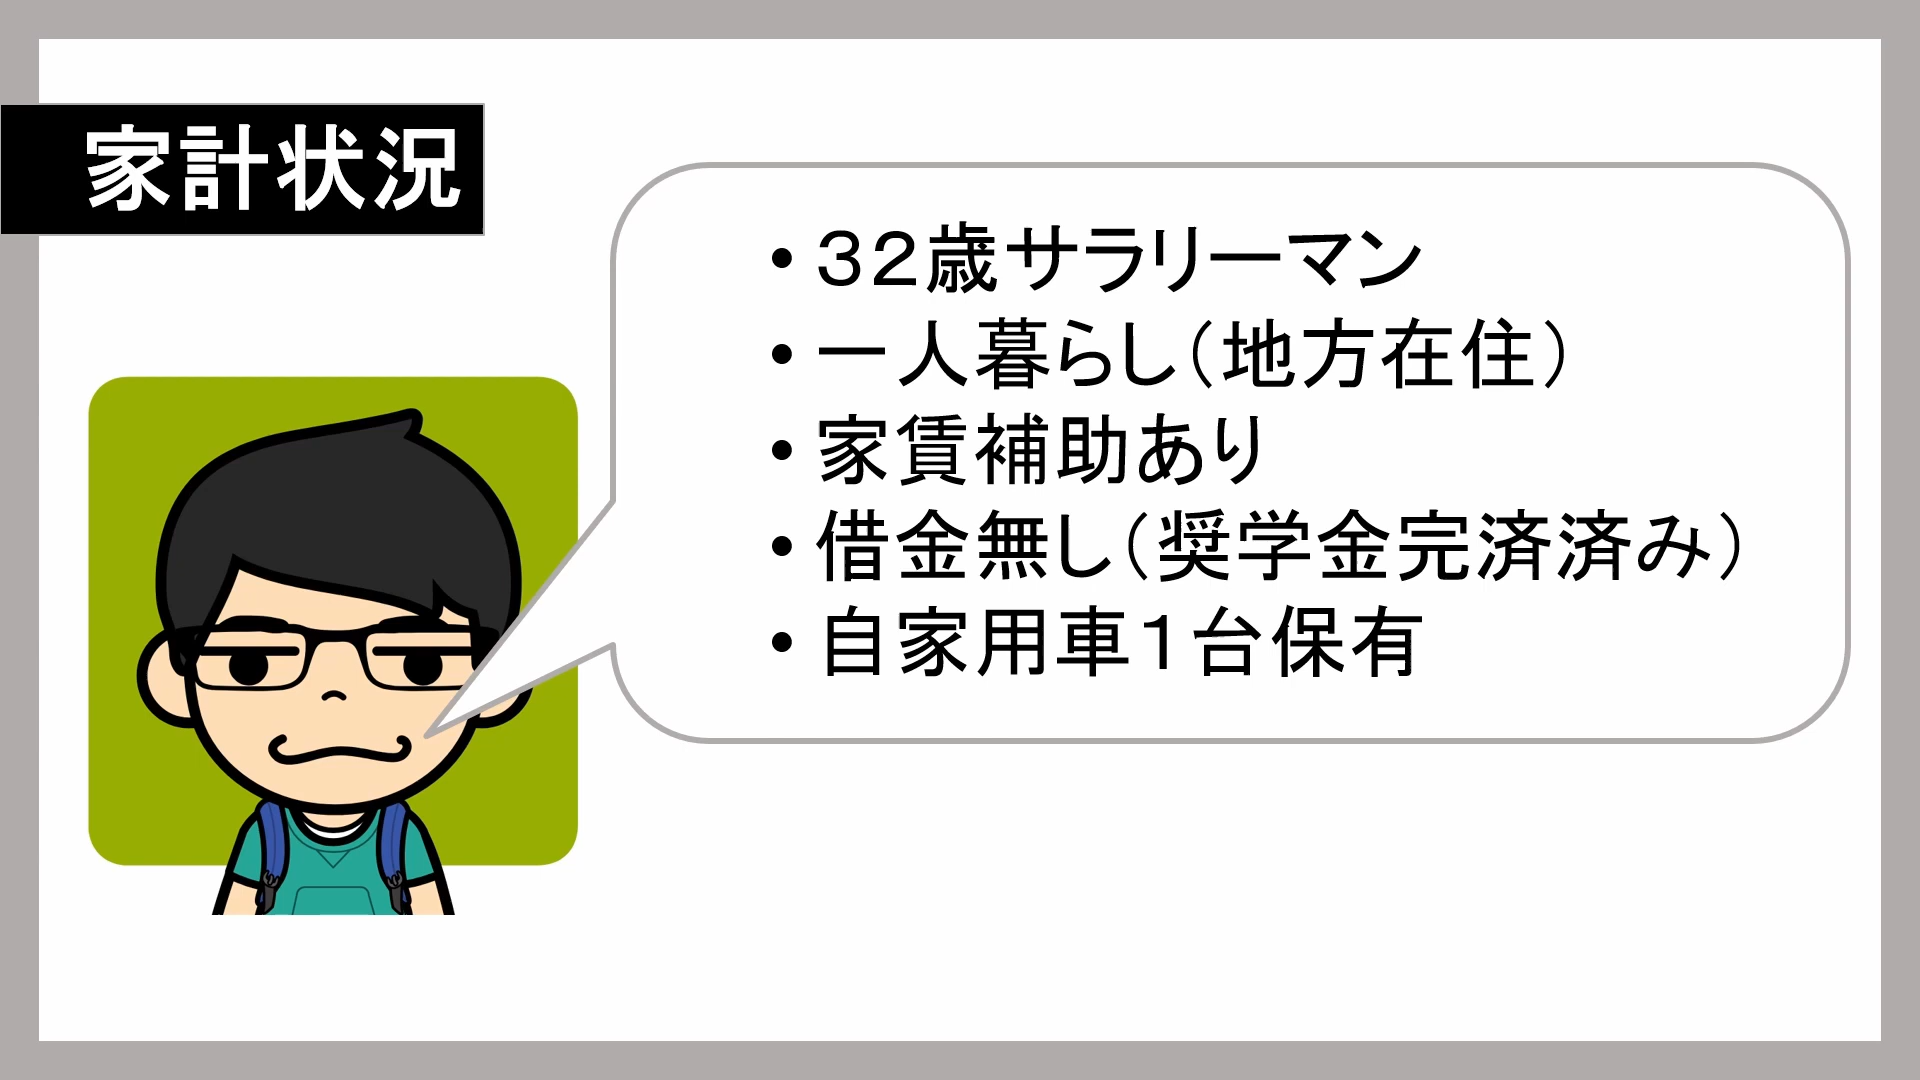 家計状況
・３２歳サラリーマン
・一人暮らし（地方在住）
・家賃補助あり
・借金無し（奨学金完済済み）
・自家用車１台保有